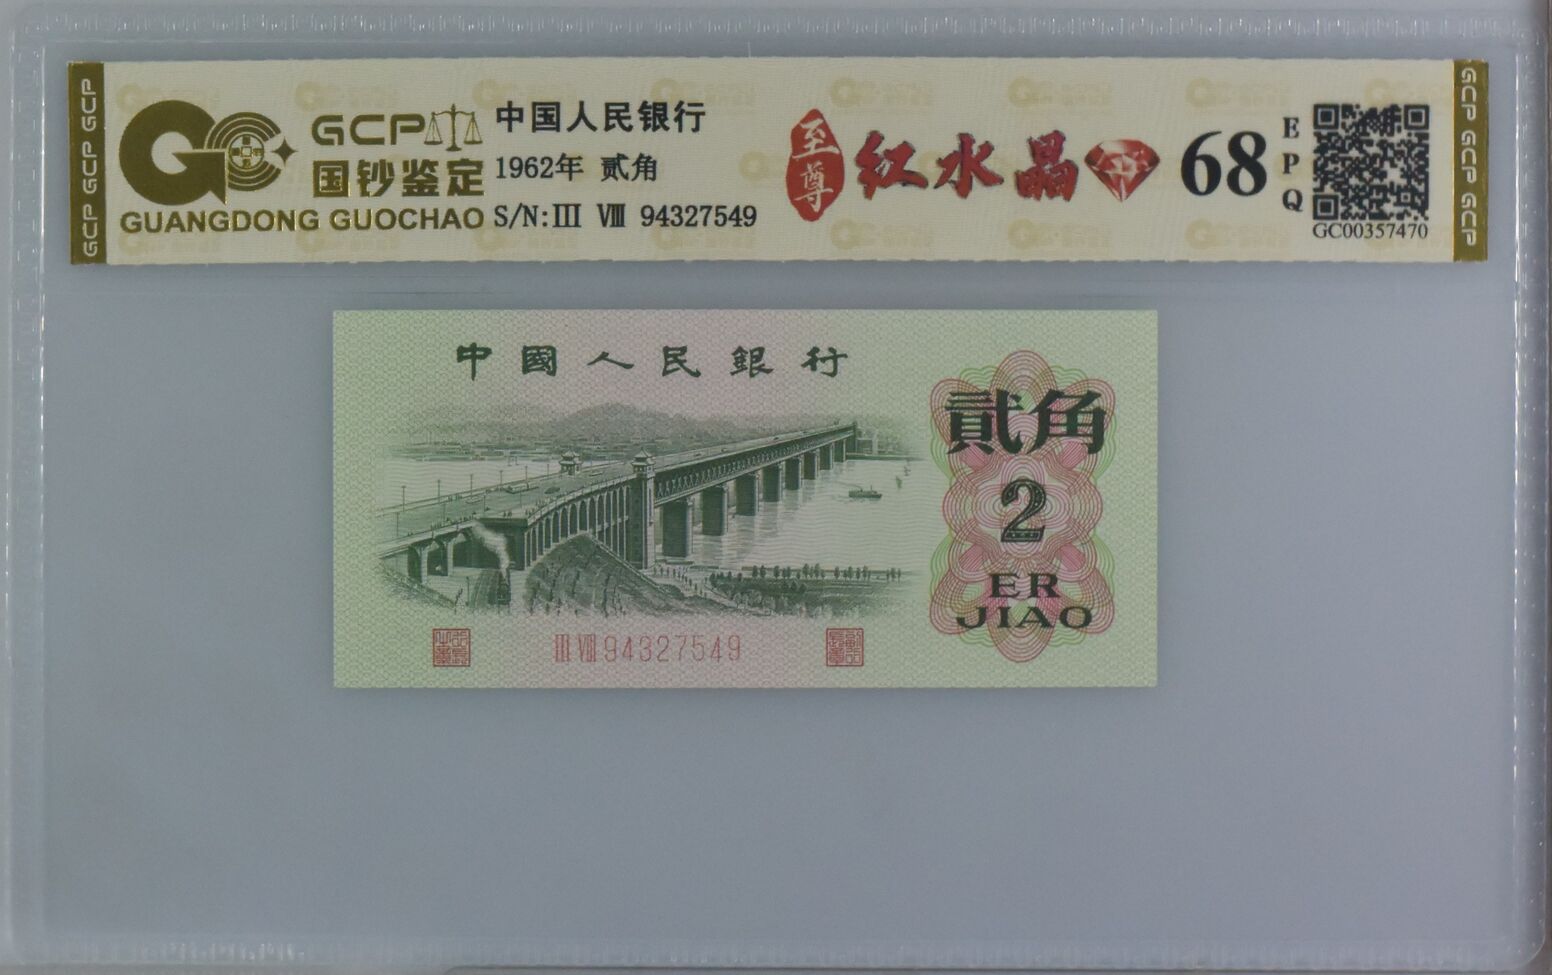 GCP GCP GCP
GCP
国钞鉴定
GUANGDONG GUOCHAO
中国人民银行
1962年 贰角
S/N:Ⅲ Ⅷ 94327549
至尊
红水晶
68
EPQ
GC00357470
GCP GCP GCP
中國人民銀行
貳角
2
ER
JIAO
Ⅲ Ⅷ 94327549